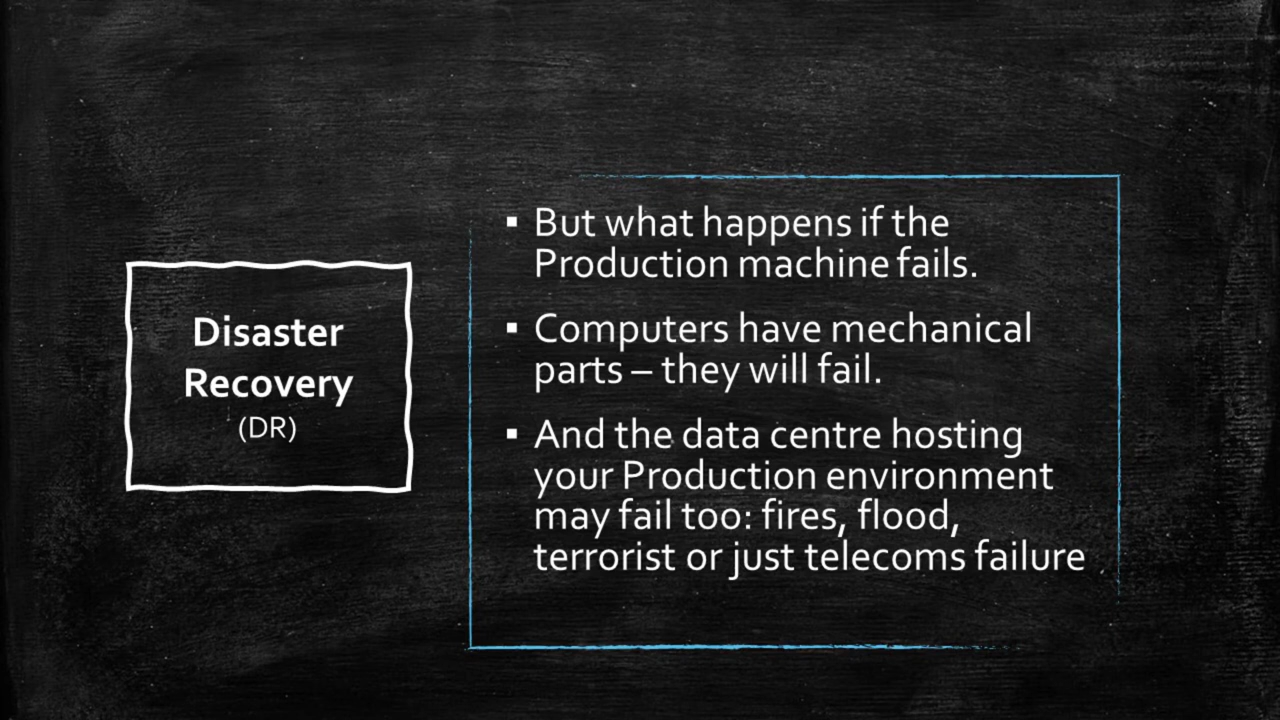 Disaster
Recovery
(DR)
▪ But what happens if the
Production machine fails.
▪ Computers have mechanical
parts – they will fail.
▪ And the data centre hosting
your Production environment
may fail too: fires, flood,
terrorist or just telecoms failure